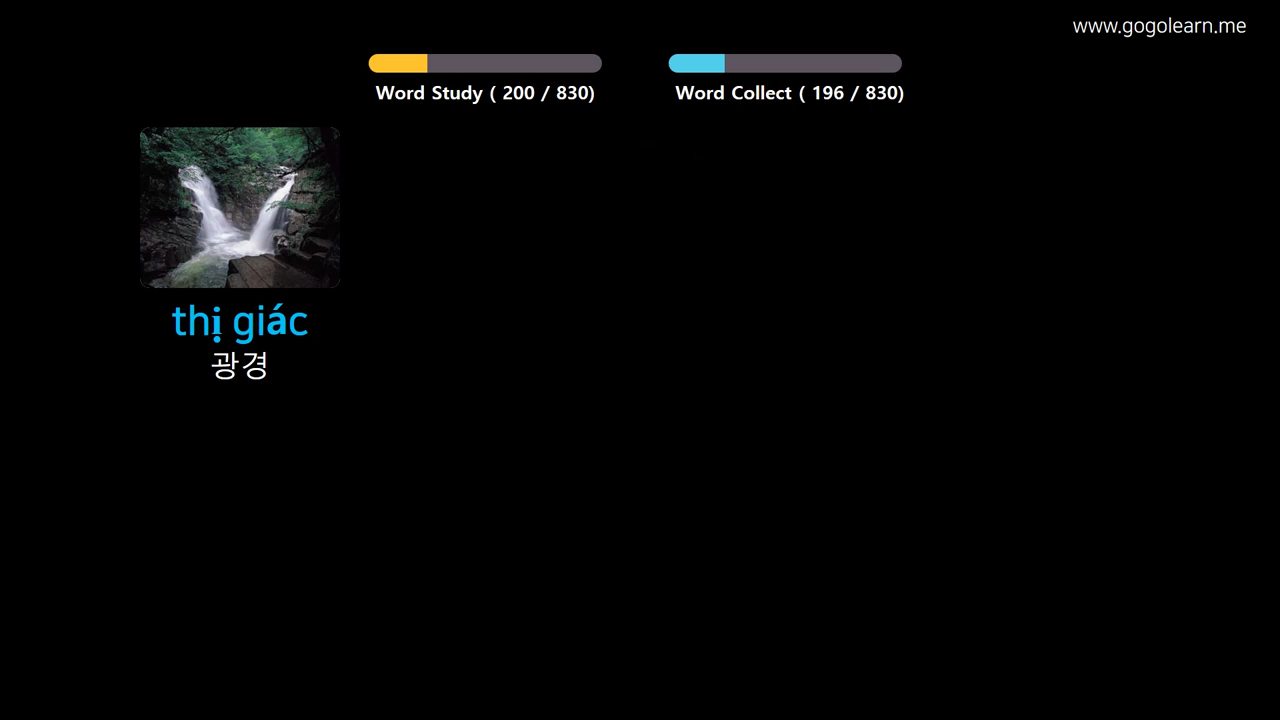 www.gogolearn.me
Word Study ( 200 / 830)
Word Collect ( 196 / 830)
thị giác
광경